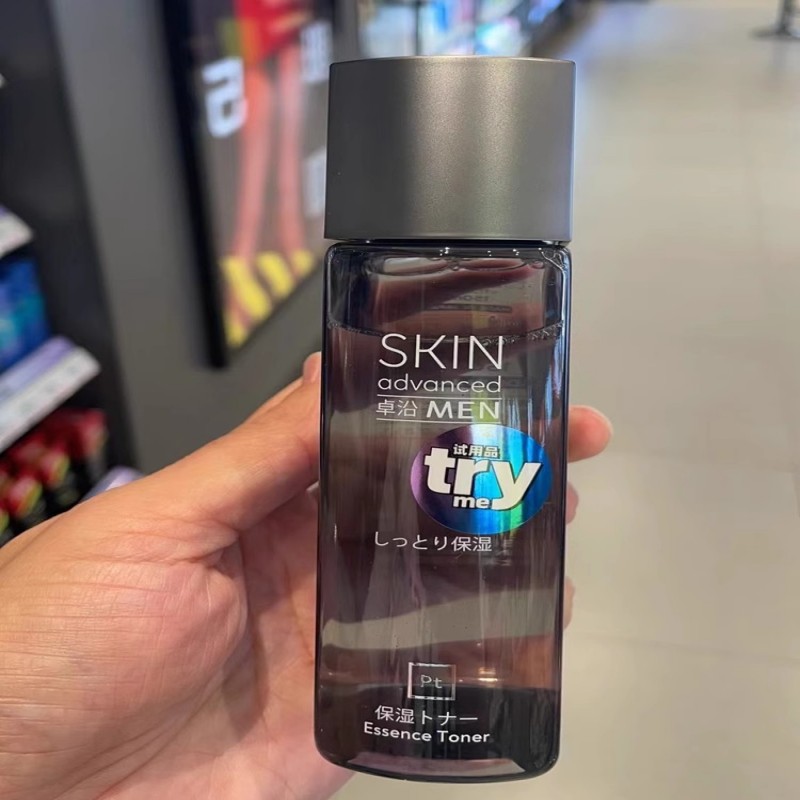 SKIN
advanced
卓沿 MEN
试用品
try
me
しっとり保湿
Pt
保湿トナー
Essence Toner